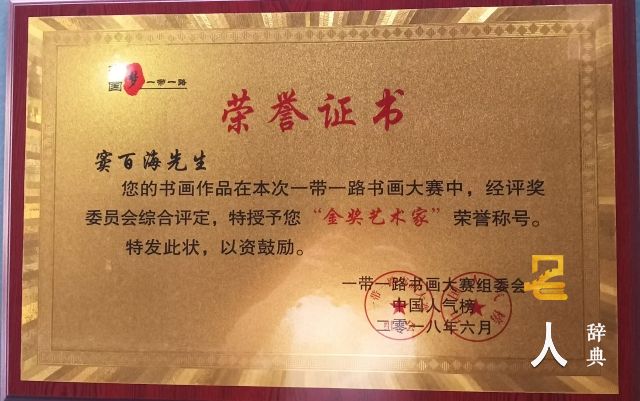 中国
梦
一带一路
荣誉证书
窦百海先生
您的书画作品在本次一带一路书画大赛中，经评奖
委员会综合评定，特授予您“金奖艺术家”荣誉称号。
特发此状，以资鼓励。
一带一路书画大赛组委会
中国人气榜
二零一八年六月
人
辞典